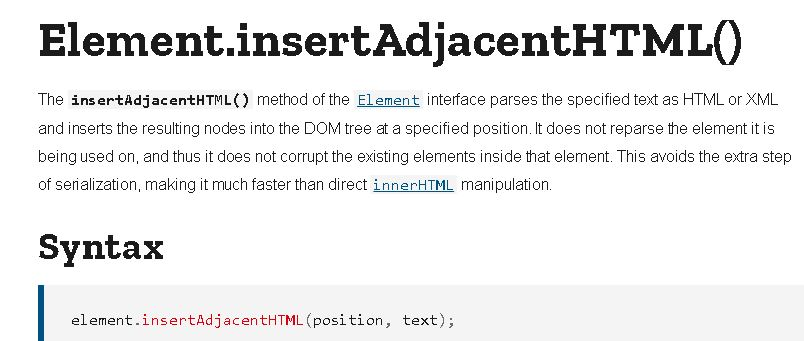 Element.insertAdjacentHTML()
The insertAdjacentHTML() method of the Element interface parses the specified text as HTML or XML
and inserts the resulting nodes into the DOM tree at a specified position. It does not reparse the element it is
being used on, and thus it does not corrupt the existing elements inside that element. This avoids the extra step
of serialization, making it much faster than direct innerHTML manipulation.
Syntax
element.insertAdjacentHTML(position, text);